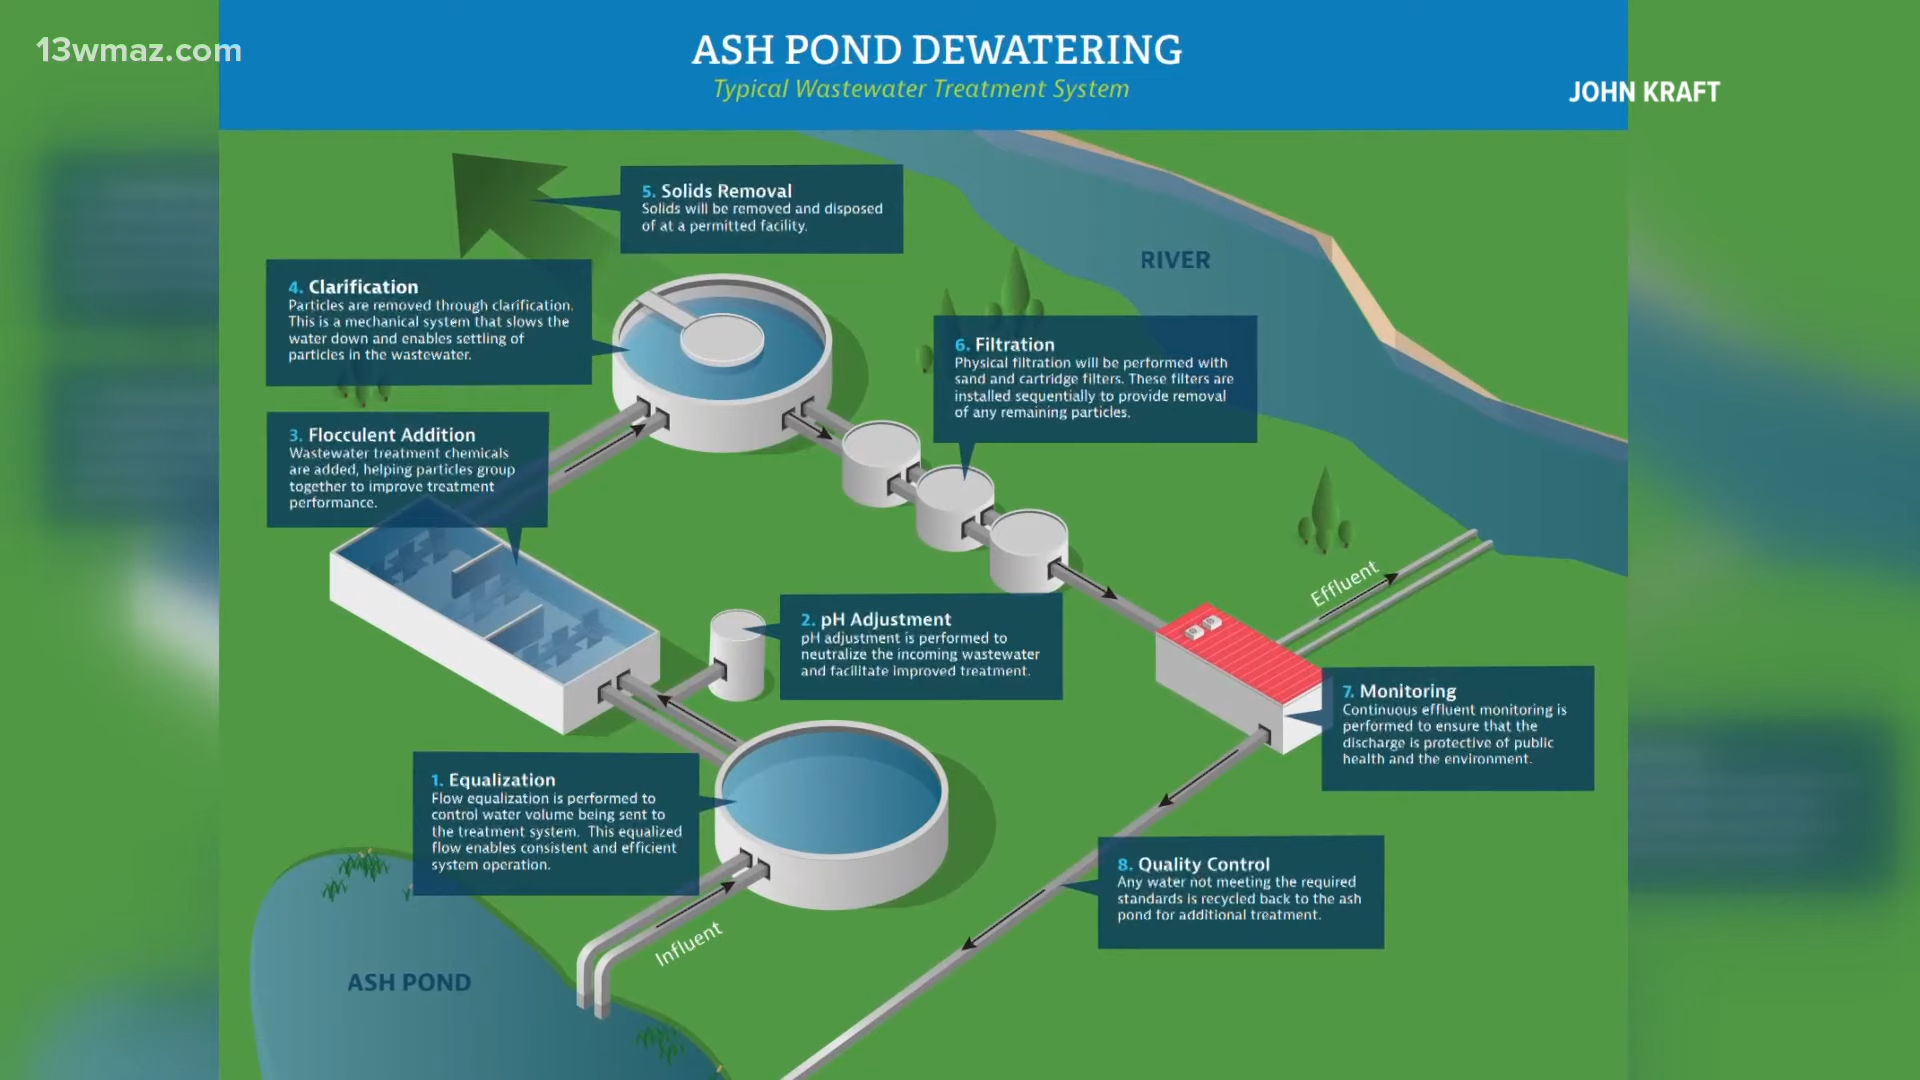 13wmaz.com
ASH POND DEWATERING
Typical Wastewater Treatment System
JOHN KRAFT
5. Solids Removal
Solids will be removed and disposed
of at a permitted facility.
RIVER
4. Clarification
Particles are removed through clarification.
This is a mechanical system that slows the
water down and enables settling of
particles in the wastewater.
6. Filtration
Physical filtration will be performed with
sand and cartridge filters. These filters are
installed sequentially to provide removal
of any remaining particles.
3. Flocculent Addition
Wastewater treatment chemicals
are added, helping particles group
together to improve treatment
performance.
Effluent
2. pH Adjustment
pH adjustment is performed to
neutralize the incoming wastewater
and facilitate improved treatment.
7. Monitoring
Continuous effluent monitoring is
performed to ensure that the
discharge is protective of public
health and the environment.
1. Equalization
Flow equalization is performed to
control water volume being sent to
the treatment system. This equalized
flow enables consistent and efficient
system operation.
8. Quality Control
Any water not meeting the required
standards is recycled back to the ash
pond for additional treatment.
Influent
ASH POND